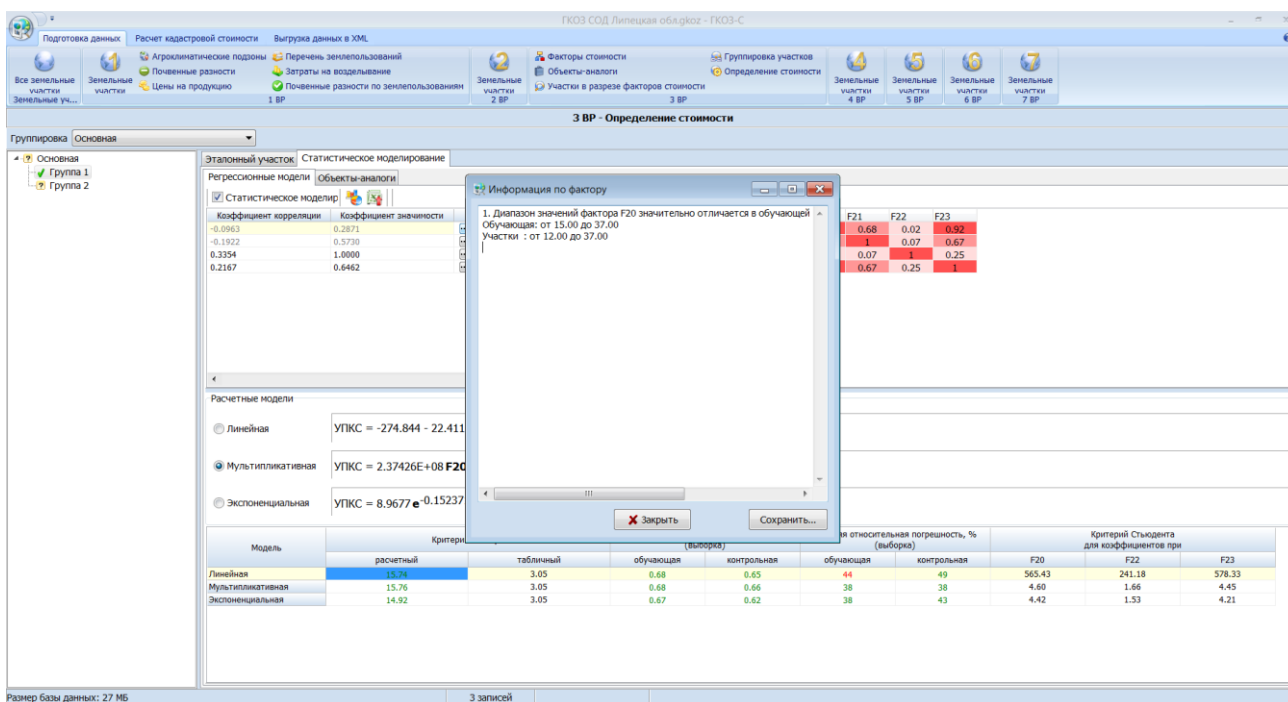 ГКОЗ СОД Липецкая обл.gkoz - ГКОЗ-С
Подготовка данных Расчет кадастровой стоимости Выгрузка данных в XML
Все земельные участки
Земельные участки
Агроклиматические подзоны Перечень землепользований
Почвенные разности Затраты на возделывание
Цены на продукцию Почвенные разности по землепользованиям
2 Земельные участки
Факторы стоимости Группировка участков
Объекты-аналоги Определение стоимости
Участки в разрезе факторов стоимости
4 Земельные участки
5 Земельные участки
6 Земельные участки
7 Земельные участки
Земельные уч... 1 ВР 2 ВР 3 ВР 4 ВР 5 ВР 6 ВР 7 ВР
3 ВР - Определение стоимости
Группировка Основная
Основная
Группа 1
Группа 2
Эталонный участок Статистическое моделирование
Регрессионные модели Объекты-аналоги
Статистическое моделир
Коэффициент корреляции Коэффициент значимости
-0.0963 0.2871
-0.1922 0.5730
0.3354 1.0000
0.2167 0.6462
F21 F22 F23
0.68 0.02 0.92
1 0.07 0.67
0.07 1 0.25
0.67 0.25 1
Информация по фактору
1. Диапазон значений фактора F20 значительно отличается в обучающей
Обучающая: от 15.00 до 37.00
Участки : от 12.00 до 37.00
Закрыть Сохранить...
Расчетные модели
Линейная УПКС = -274.844 - 22.411
Мультипликативная УПКС = 2.37426E+08 F20
Экспоненциальная УПКС = 8.9677 e-0.15237
Модель Критери (выборка) я относительная погрешность, % (выборка) Критерий Стьюдента для коэффициентов при
расчетный табличный обучающая контрольная обучающая контрольная F20 F22 F23
Линейная 15.74 3.05 0.68 0.65 44 49 565.43 241.18 578.33
Мультипликативная 15.76 3.05 0.68 0.66 38 38 4.60 1.66 4.45
Экспоненциальная 14.92 3.05 0.67 0.62 38 43 4.42 1.53 4.21
Размер базы данных: 27 МБ 3 записей